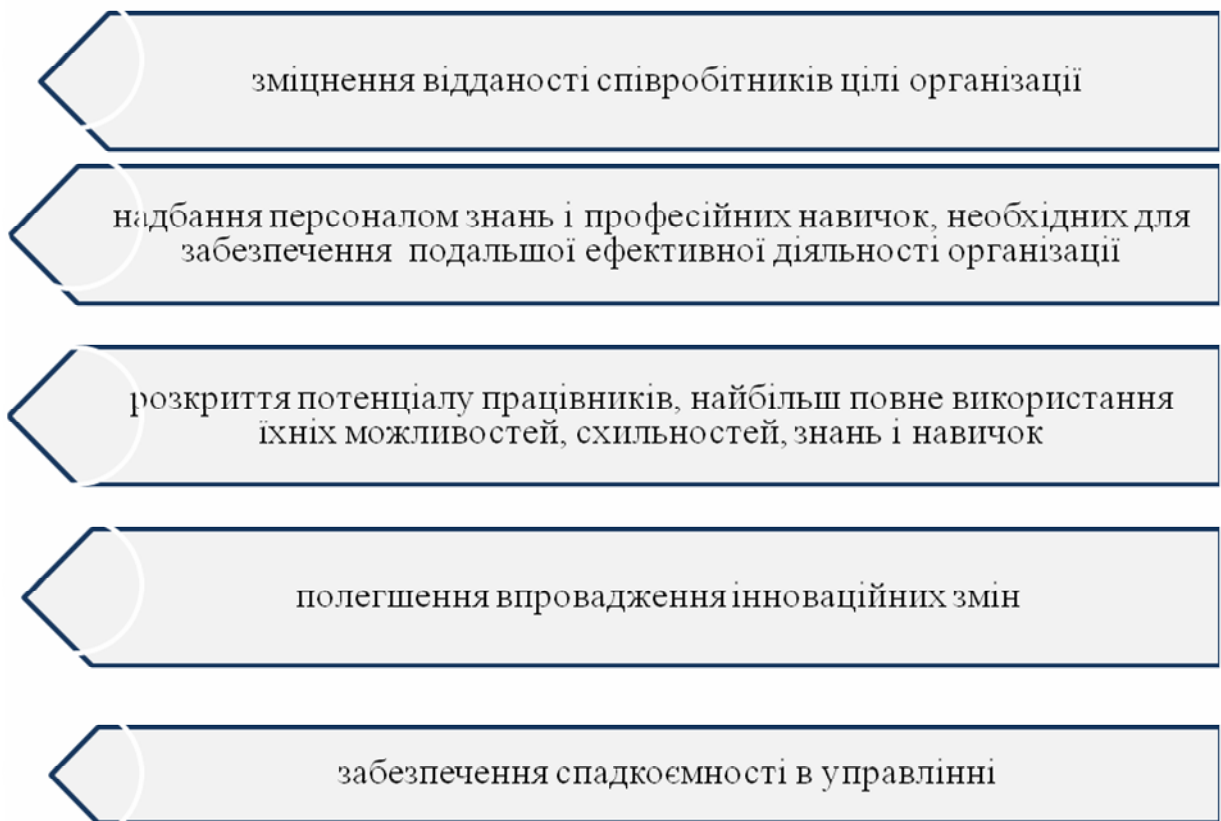 зміцнення відданості співробітників цілі організації
надбання персоналом знань і професійних навичок, необхідних для
забезпечення подальшої ефективної діяльності організації
розкриття потенціалу працівників, найбільш повне використання
їхніх можливостей, схильностей, знань і навичок
полегшення впровадження інноваційних змін
забезпечення спадкоємності в управлінні